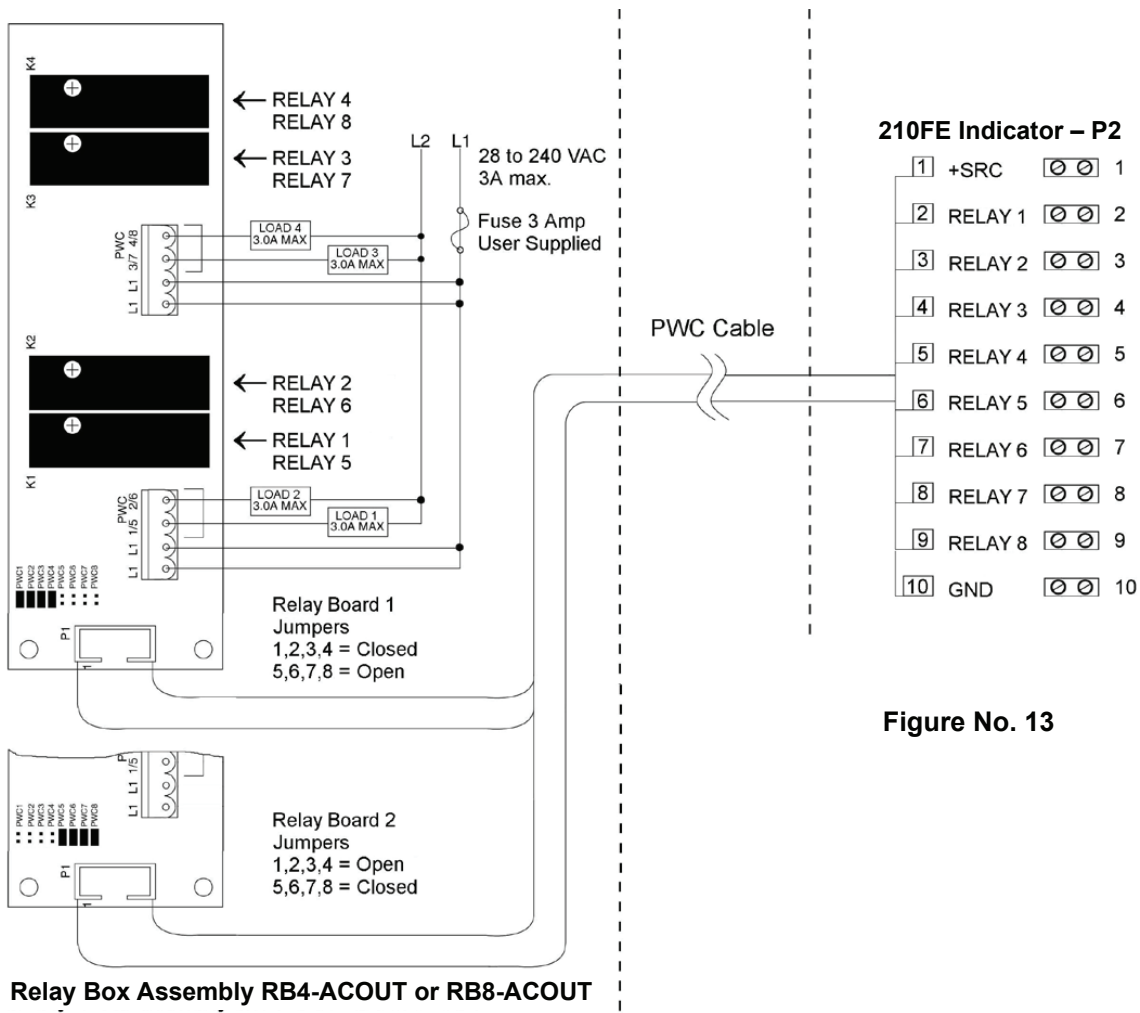 K4
RELAY 4
RELAY 8
K3
RELAY 3
RELAY 7
L2
L1
28 to 240 VAC
3A max.
Fuse 3 Amp
User Supplied
PWC
4/8
3/7
L1
L1
LOAD 4
3.0A MAX
LOAD 3
3.0A MAX
K2
RELAY 2
RELAY 6
K1
RELAY 1
RELAY 5
PWC
2/6
1/5
L1
L1
LOAD 2
3.0A MAX
LOAD 1
3.0A MAX
PWC1
PWC2
PWC3
PWC4
PWC5
PWC6
PWC7
PWC8
P1
1
Relay Board 1
Jumpers
1,2,3,4 = Closed
5,6,7,8 = Open
P
1/5
L1
L1
PWC1
PWC2
PWC3
PWC4
PWC5
PWC6
PWC7
PWC8
P1
1
Relay Board 2
Jumpers
1,2,3,4 = Open
5,6,7,8 = Closed
Relay Box Assembly RB4-ACOUT or RB8-ACOUT
PWC Cable
210FE Indicator – P2
1 +SRC 1
2 RELAY 1 2
3 RELAY 2 3
4 RELAY 3 4
5 RELAY 4 5
6 RELAY 5 6
7 RELAY 6 7
8 RELAY 7 8
9 RELAY 8 9
10 GND 10
Figure No. 13